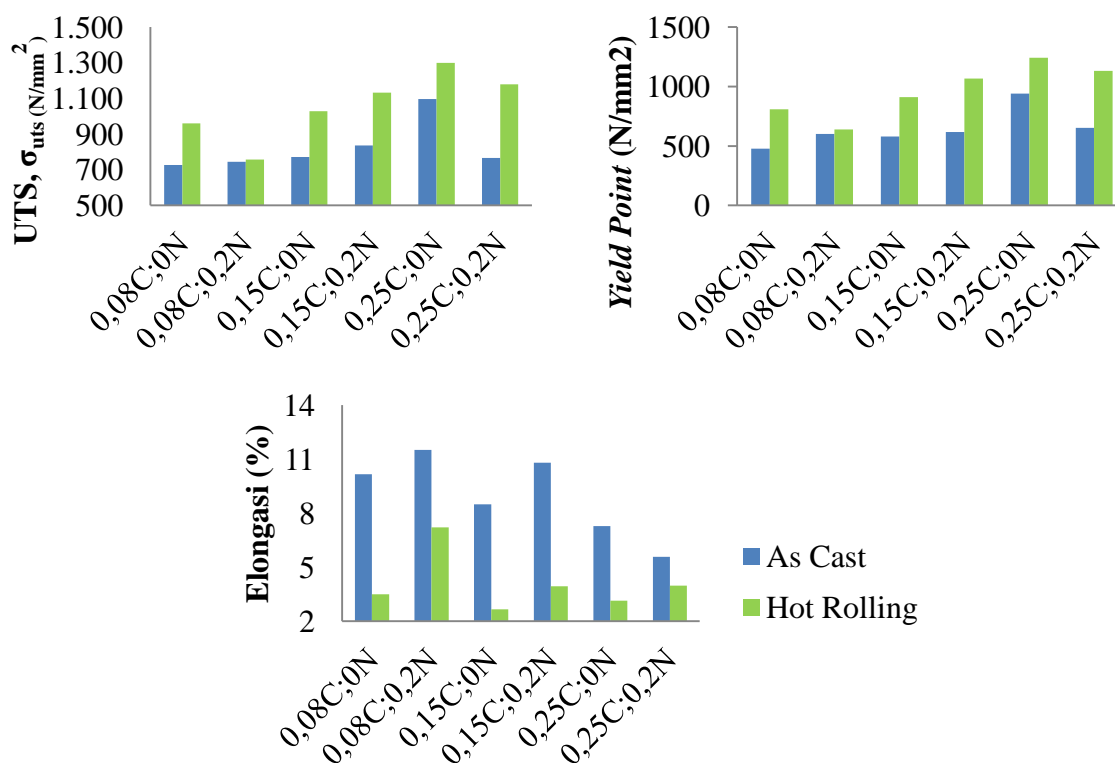 UTS, σuts (N/mm2
1.500
1.300
1.100
900
700
500
0,08C;0N
0,08C;0,2N
0,15C;0N
0,15C;0,2N
0,25C;0N
0,25C;0,2N
Yield Point (N/mm2)
1500
1000
500
0
0,08C;0N
0,08C;0,2N
0,15C;0N
0,15C;0,2N
0,25C;0N
0,25C;0,2N
Elongasi (%)
14
11
8
5
2
0,08C;0N
0,08C;0,2N
0,15C;0N
0,15C;0,2N
0,25C;0N
0,25C;0,2N
As Cast
Hot Rolling